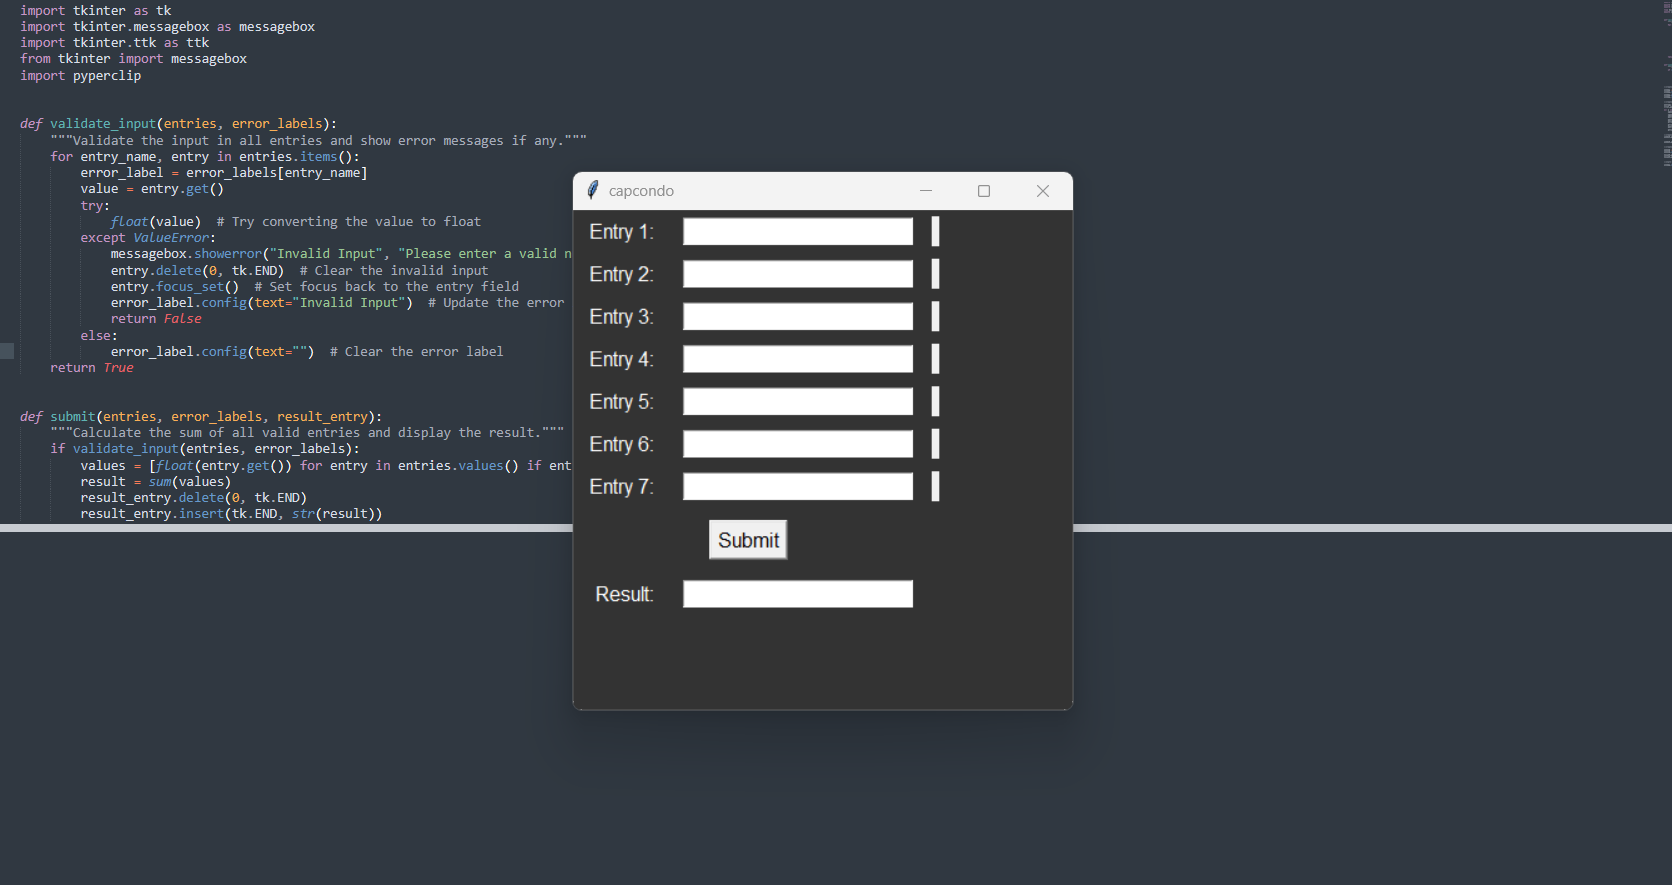 import tkinter as tk
import tkinter.messagebox as messagebox
import tkinter.ttk as ttk
from tkinter import messagebox
import pyperclip
def validate_input(entries, error_labels):
"""Validate the input in all entries and show error messages if any."""
for entry_name, entry in entries.items():
error_label = error_labels[entry_name]
value = entry.get()
try:
float(value)  # Try converting the value to float
except ValueError:
messagebox.showerror("Invalid Input", "Please enter a valid n
entry.delete(0, tk.END)  # Clear the invalid input
entry.focus_set()  # Set focus back to the entry field
error_label.config(text="Invalid Input")  # Update the error
return False
else:
error_label.config(text="")  # Clear the error label
return True
def submit(entries, error_labels, result_entry):
"""Calculate the sum of all valid entries and display the result."""
if validate_input(entries, error_labels):
values = [float(entry.get()) for entry in entries.values() if ent
result = sum(values)
result_entry.delete(0, tk.END)
result_entry.insert(tk.END, str(result))
capcondo
Entry 1:
Entry 2:
Entry 3:
Entry 4:
Entry 5:
Entry 6:
Entry 7:
Submit
Result: